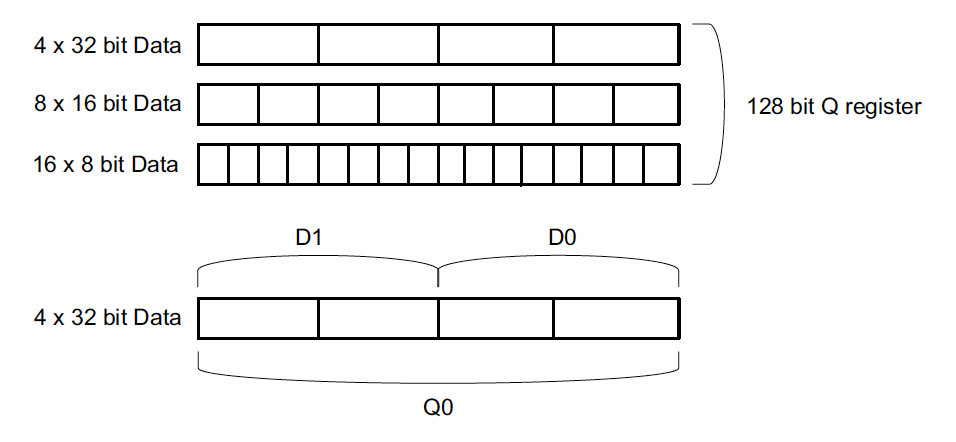 4 x 32 bit Data
8 x 16 bit Data
128 bit Q register
16 x 8 bit Data
D1
D0
4 x 32 bit Data
Q0